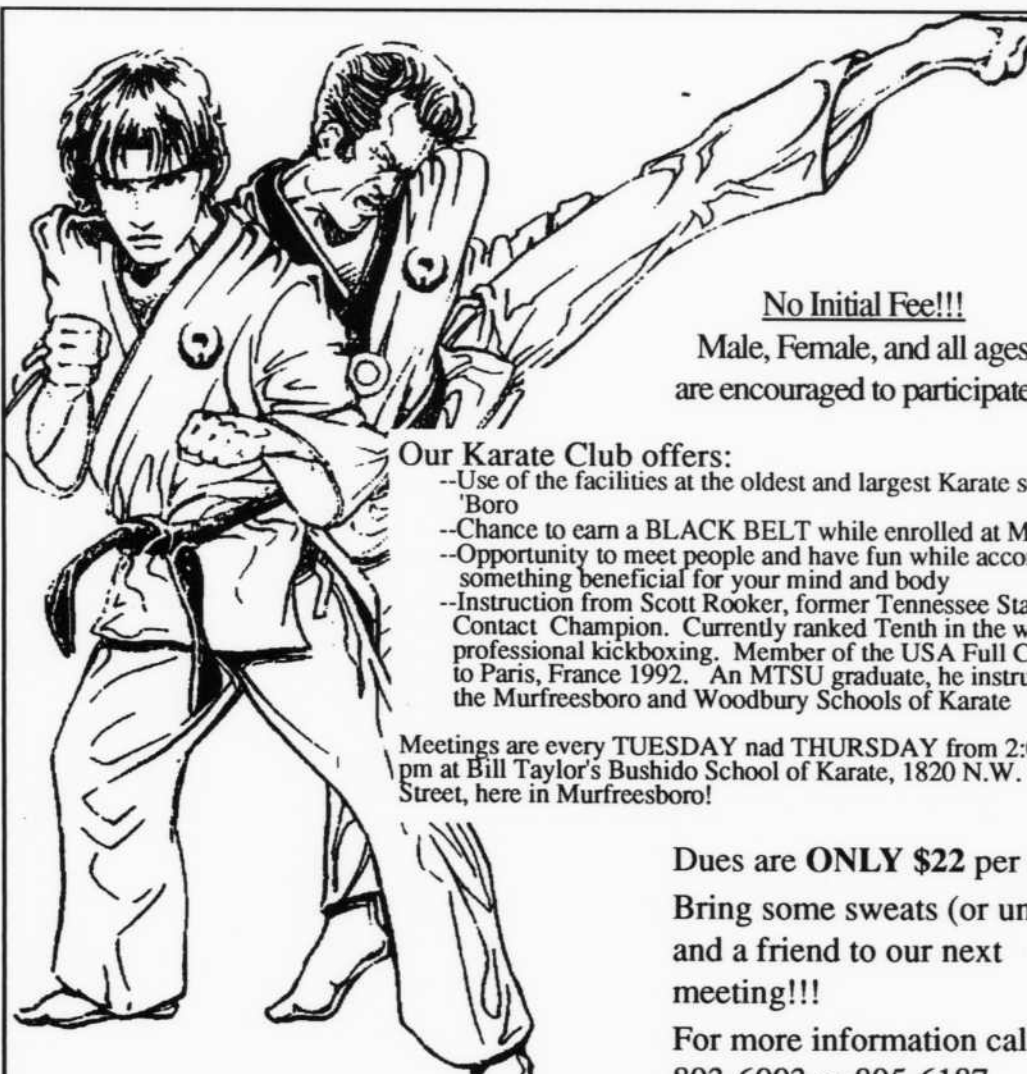 No Initial Fee!!!
Male, Female, and all ages
are encouraged to participate
Our Karate Club offers:
--Use of the facilities at the oldest and largest Karate s
'Boro
--Chance to earn a BLACK BELT while enrolled at M
--Opportunity to meet people and have fun while acco
something beneficial for your mind and body
--Instruction from Scott Rooker, former Tennessee Sta
Contact Champion. Currently ranked Tenth in the w
professional kickboxing. Member of the USA Full C
to Paris, France 1992. An MTSU graduate, he instru
the Murfreesboro and Woodbury Schools of Karate
Meetings are every TUESDAY nad THURSDAY from 2:
pm at Bill Taylor's Bushido School of Karate, 1820 N.W.
Street, here in Murfreesboro!
Dues are ONLY $22 per
Bring some sweats (or un
and a friend to our next
meeting!!!
For more information cal